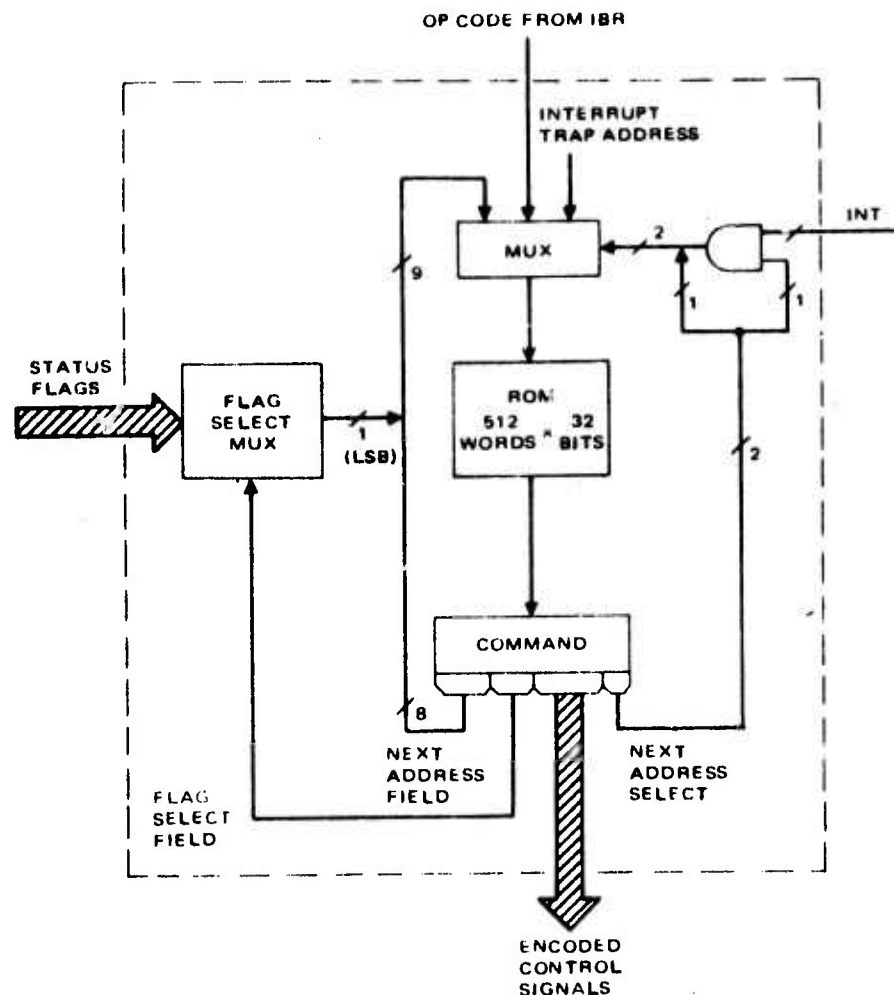 OP CODE FROM IBR
INTERRUPT
TRAP ADDRESS
INT
MUX
2
9
1
1
STATUS
FLAGS
FLAG
SELECT
MUX
1
(LSB)
ROM
512 × 32
WORDS BITS
2
COMMAND
8
NEXT
ADDRESS
FIELD
NEXT
ADDRESS
SELECT
FLAG
SELECT
FIELD
ENCODED
CONTROL
SIGNALS